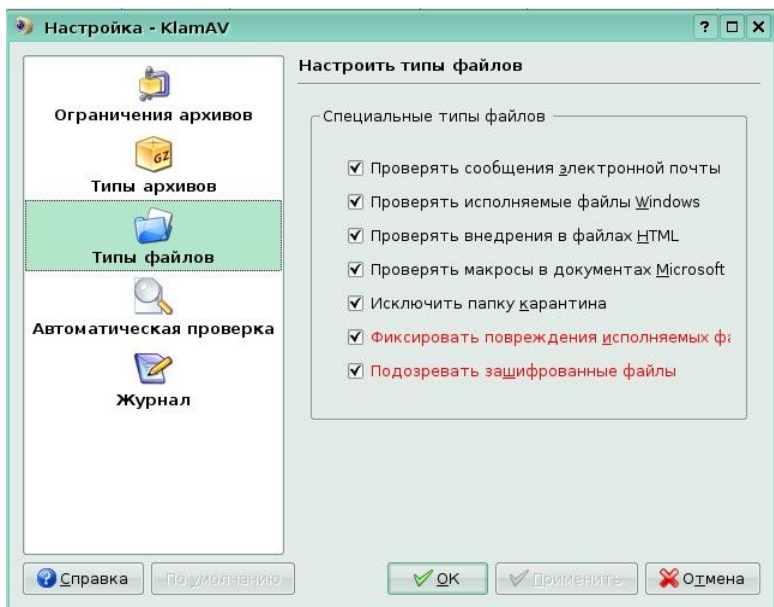 Настройка - KlamAV
Ограничения архивов
Типы архивов
Типы файлов
Автоматическая проверка
Журнал
Настроить типы файлов
Специальные типы файлов
Проверять сообщения электронной почты
Проверять исполняемые файлы Windows
Проверять внедрения в файлах HTML
Проверять макросы в документах Microsoft
Исключить папку карантина
Фиксировать повреждения исполняемых фа
Подозревать зашифрованные файлы
Справка
По умолчанию
OK
Применить
Отмена